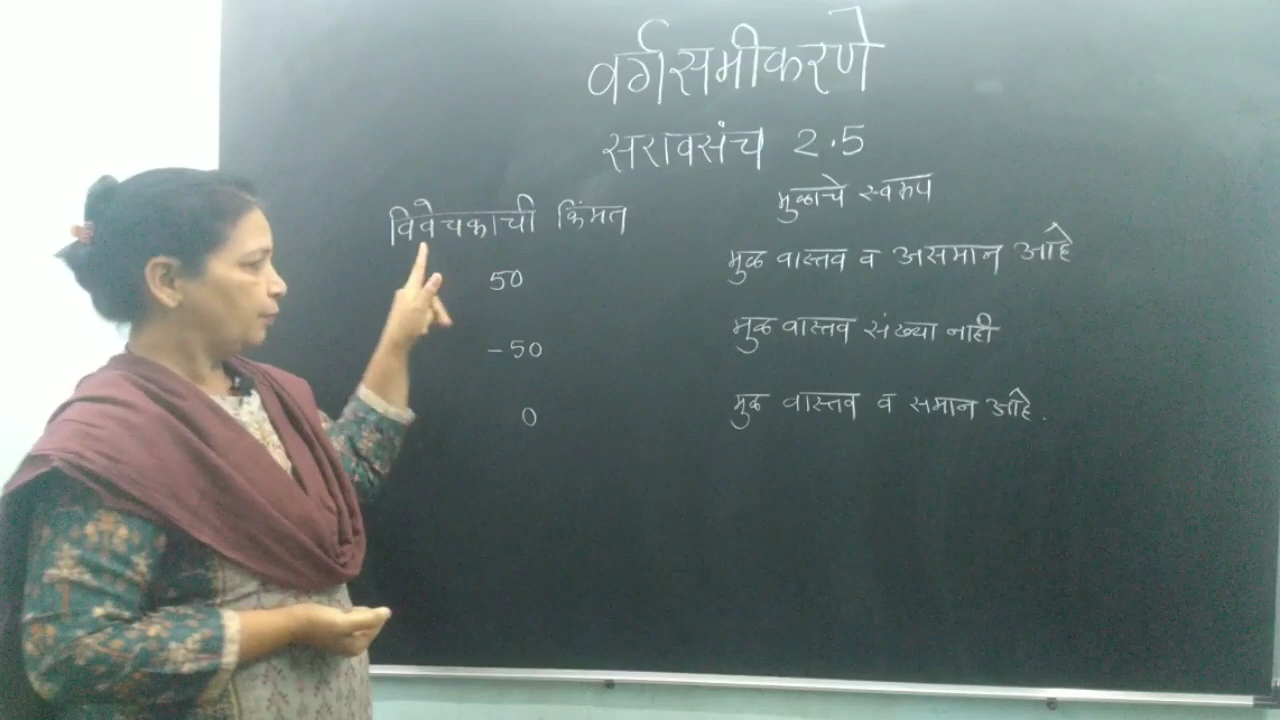 वर्गसमीकरणे
सरावसंच 2.5
विवेचकाची किंमत मुळाचे स्वरूप
50 मुळ वास्तव व असमान आहे
-50 मुळ वास्तव संख्या नाही
0 मुळ वास्तव व समान आहे.